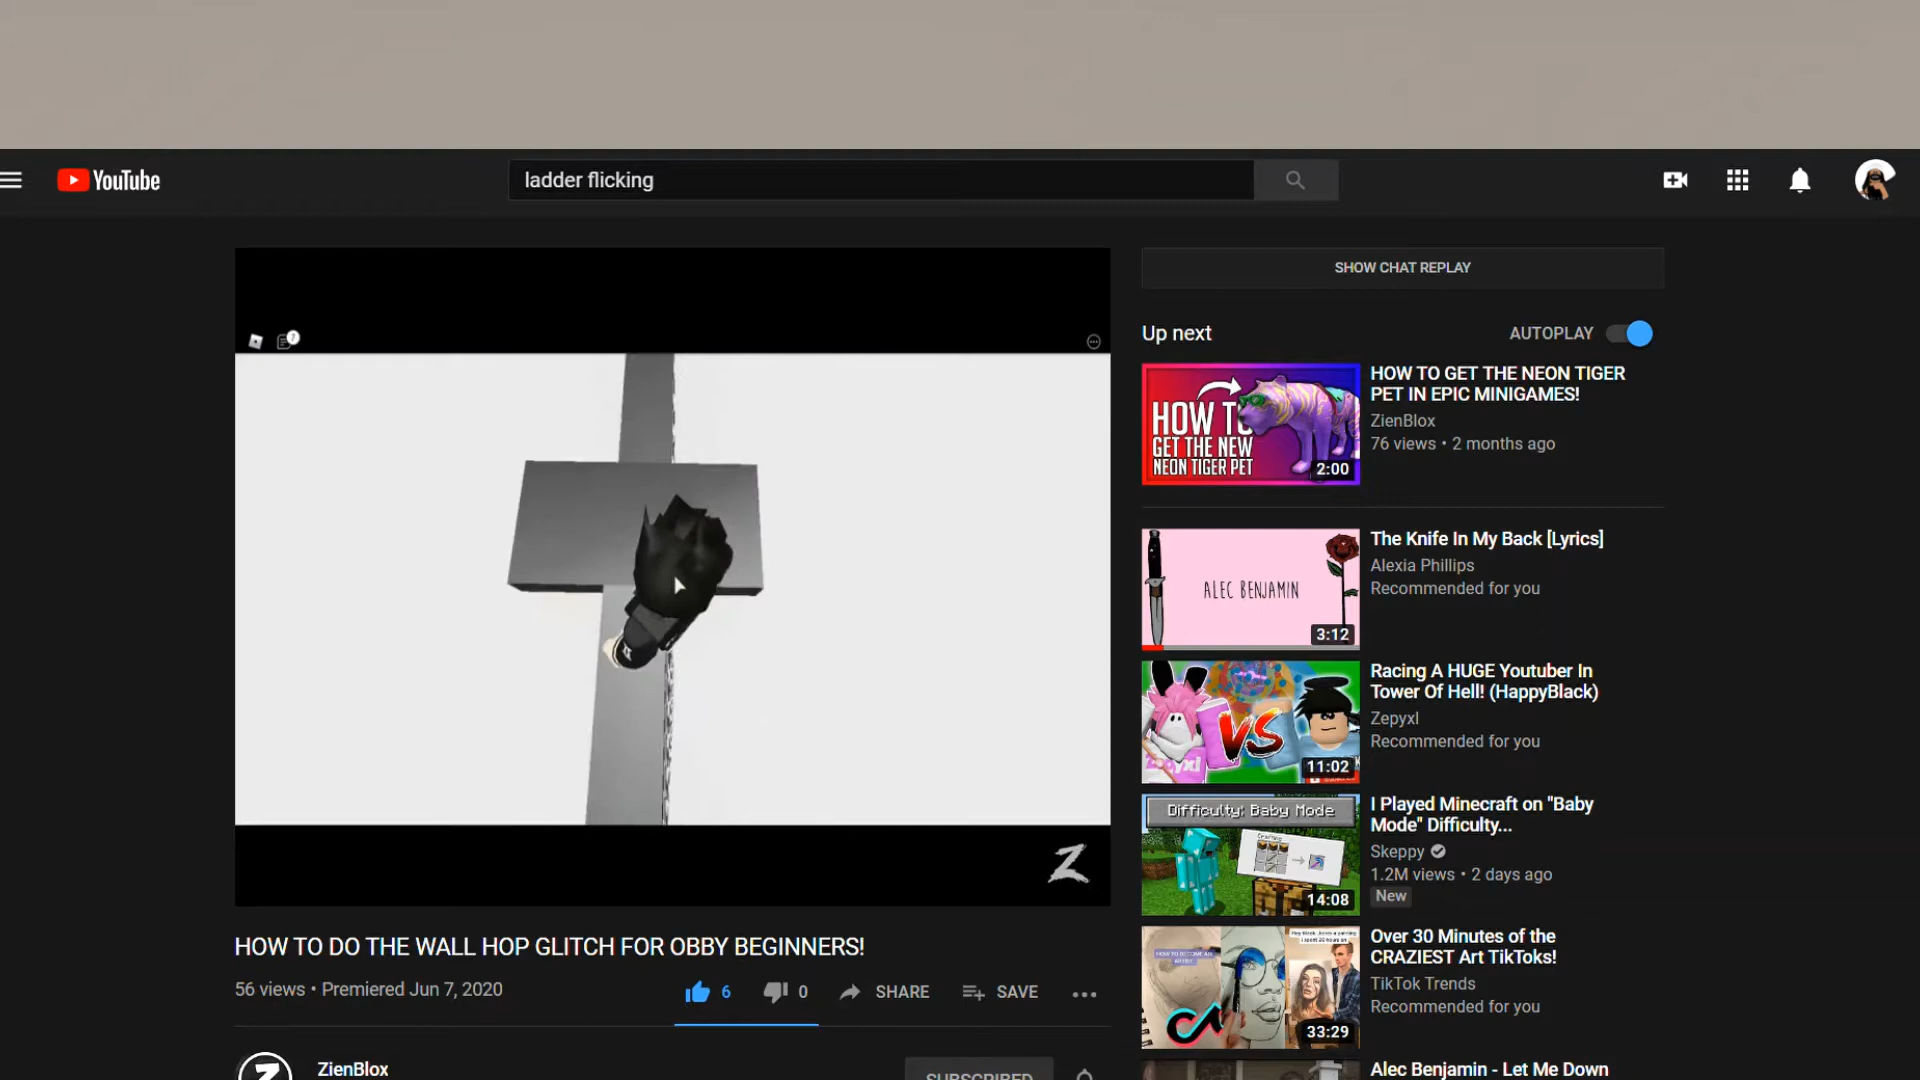 YouTube
ladder flicking
SHOW CHAT REPLAY
Up next
AUTOPLAY
HOW TO
GET THE NEW
NEON TIGER PET
2:00
HOW TO GET THE NEON TIGER
PET IN EPIC MINIGAMES!
ZienBlox
76 views • 2 months ago
ALEC BENJAMIN
3:12
The Knife In My Back [Lyrics]
Alexia Phillips
Recommended for you
VS
11:02
Racing A HUGE Youtuber In
Tower Of Hell! (HappyBlack)
Zepyxl
Recommended for you
Difficulty: Baby Mode
Crafting
14:08
I Played Minecraft on "Baby
Mode" Difficulty...
Skeppy
1.2M views • 2 days ago
New
33:29
Over 30 Minutes of the
CRAZIEST Art TikToks!
TikTok Trends
Recommended for you
Alec Benjamin - Let Me Down
Z
HOW TO DO THE WALL HOP GLITCH FOR OBBY BEGINNERS!
56 views • Premiered Jun 7, 2020
6
0
SHARE
SAVE
ZienBlox
SUBSCRIBED